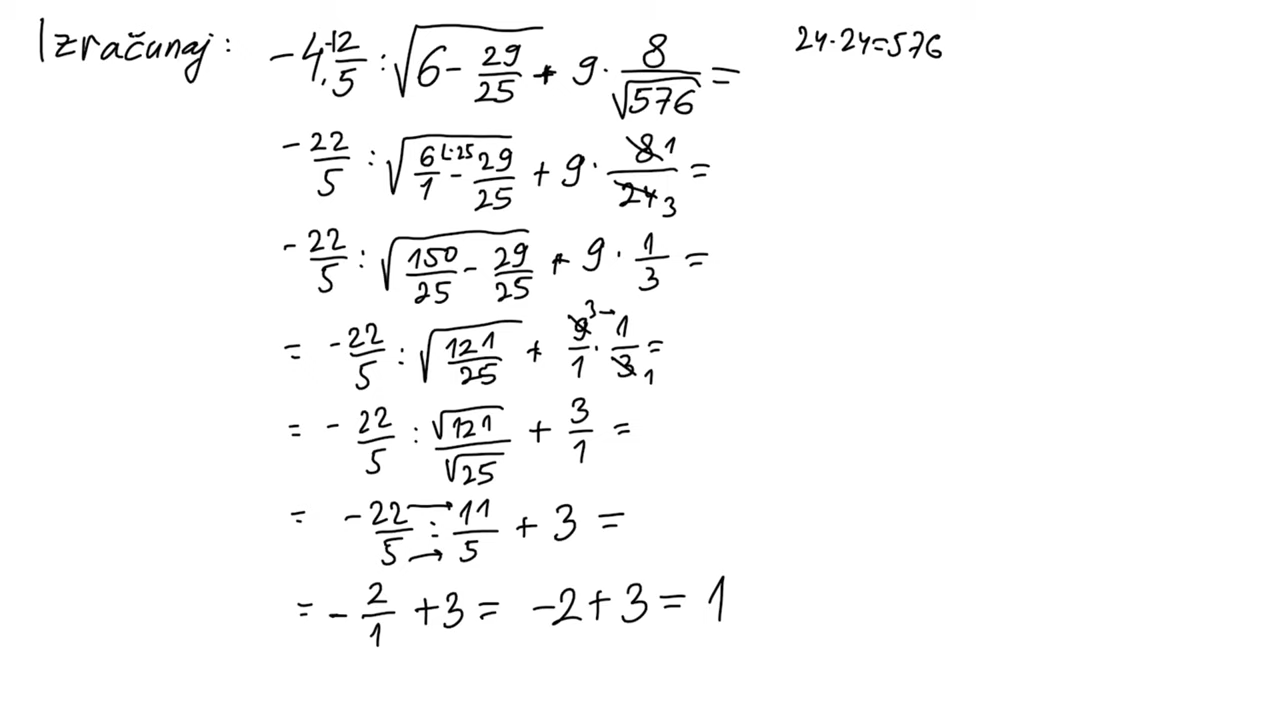 Izračunaj: -4 2/5 : √(6 - 29/25) + 9 · 8/√576 =
24·24=576
-22/5 : √(6/1 - 29/25) + 9 · 8/24 =
-22/5 : √(150/25 - 29/25) + 9 · 1/3 =
= -22/5 : √(121/25) + 9/1 · 1/3 =
= -22/5 : √121/√25 + 3/1 =
= -22/5 : 11/5 + 3 =
= -2/1 + 3 = -2 + 3 = 1